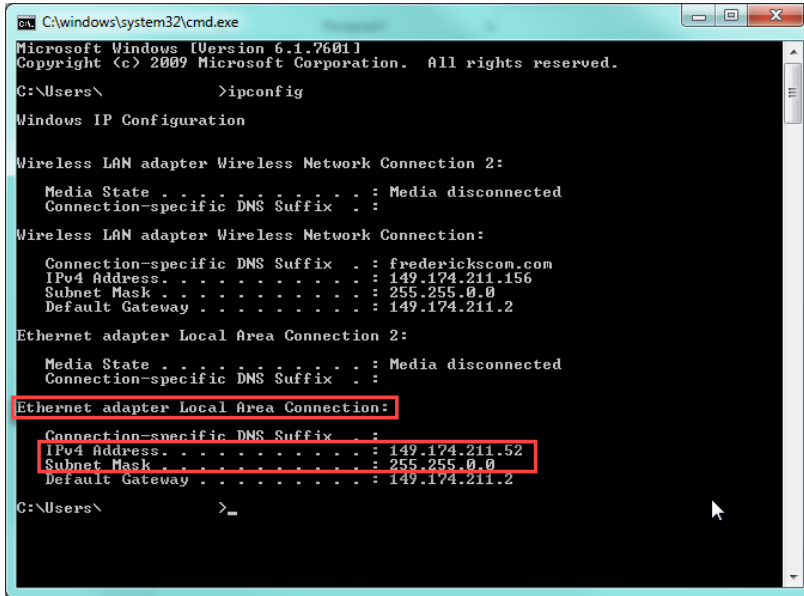 C:\windows\system32\cmd.exe
Microsoft Windows [Version 6.1.7601]
Copyright (c) 2009 Microsoft Corporation.  All rights reserved.
C:\Users\             >ipconfig
Windows IP Configuration
Wireless LAN adapter Wireless Network Connection 2:
   Media State . . . . . . . . . . . : Media disconnected
   Connection-specific DNS Suffix  . :
Wireless LAN adapter Wireless Network Connection:
   Connection-specific DNS Suffix  . : frederickscom.com
   IPv4 Address. . . . . . . . . . . : 149.174.211.156
   Subnet Mask . . . . . . . . . . . : 255.255.0.0
   Default Gateway . . . . . . . . . : 149.174.211.2
Ethernet adapter Local Area Connection 2:
   Media State . . . . . . . . . . . : Media disconnected
   Connection-specific DNS Suffix  . :
Ethernet adapter Local Area Connection:
   Connection-specific DNS Suffix  . :
   IPv4 Address. . . . . . . . . . . : 149.174.211.52
   Subnet Mask . . . . . . . . . . . : 255.255.0.0
   Default Gateway . . . . . . . . . : 149.174.211.2
C:\Users\             >_